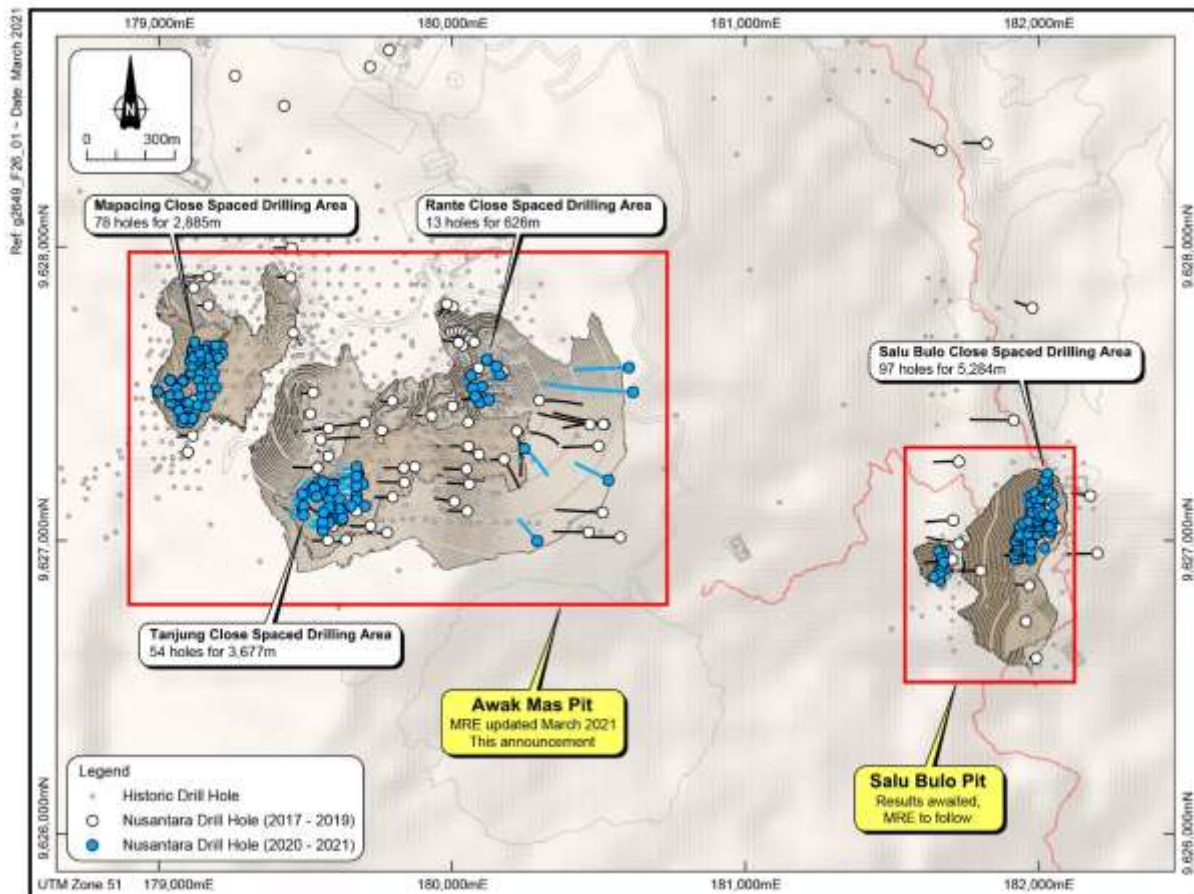 Ref: g2649_F26_01 ~ Date: March 2021
179,000mE
180,000mE
181,000mE
182,000mE
N
0 300m
Mapacing Close Spaced Drilling Area
78 holes for 2,885m
Rante Close Spaced Drilling Area
13 holes for 626m
9,628,000mN
9,628,000mN
Salu Bulo Close Spaced Drilling Area
97 holes for 5,284m
9,627,000mN
9,627,000mN
Tanjung Close Spaced Drilling Area
54 holes for 3,677m
Awak Mas Pit
MRE updated March 2021
This announcement
Salu Bulo Pit
Results awaited,
MRE to follow
Legend
Historic Drill Hole
Nusantara Drill Hole (2017 - 2019)
Nusantara Drill Hole (2020 - 2021)
9,626,000mN
9,626,000mN
UTM Zone 51
179,000mE
180,000mE
181,000mE
182,000mE